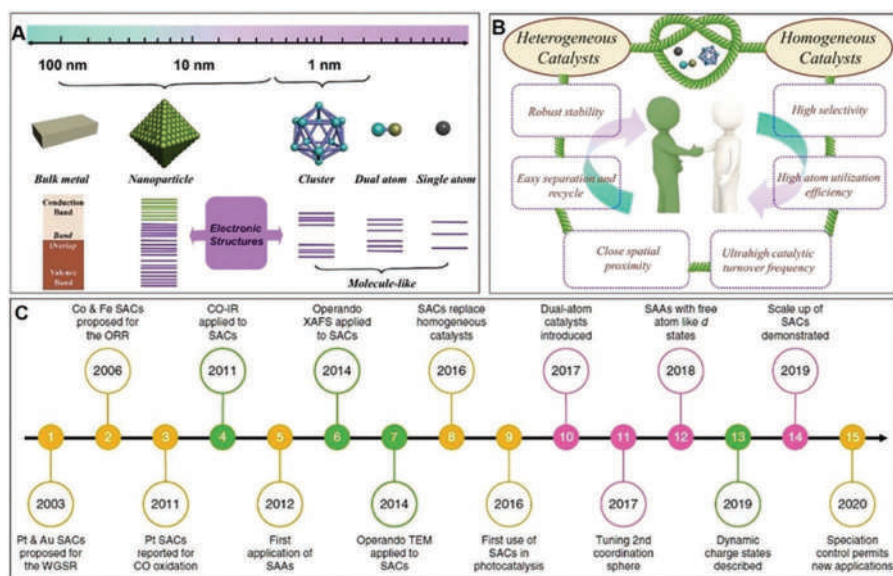 A
100 nm
10 nm
1 nm
Bulk metal
Nanoparticle
Cluster
Dual atom
Single atom
Conduction
Band
Band
Overlap
Valence
Band
Electronic
Structures
Molecule-like
B
Heterogeneous
Catalysts
Homogeneous
Catalysts
Robust stability
High selectivity
Easy separation and
recycle
High atom utilization
efficiency
Close spatial
proximity
Ultrahigh catalytic
turnover frequency
C
Co & Fe SACs
proposed for
the ORR
CO-IR
applied to
SACs
Operando
XAFS applied
to SACs
SACs replace
homogeneous
catalysts
Dual-atom
catalysts
introduced
SAAs with free
atom like d
states
Scale up of
SACs
demonstrated
2006
2011
2014
2016
2017
2018
2019
1 2 3 4 5 6 7 8 9 10 11 12 13 14 15
2003
2011
2012
2014
2016
2017
2019
2020
Pt & Au SACs
proposed for
the WGSR
Pt SACs
reported for
CO oxidation
First
application of
SAAs
Operando TEM
applied to
SACs
First use of
SACs in
photocatalysis
Tuning 2nd
coordination
sphere
Dynamic
charge states
described
Speciation
control permits
new applications